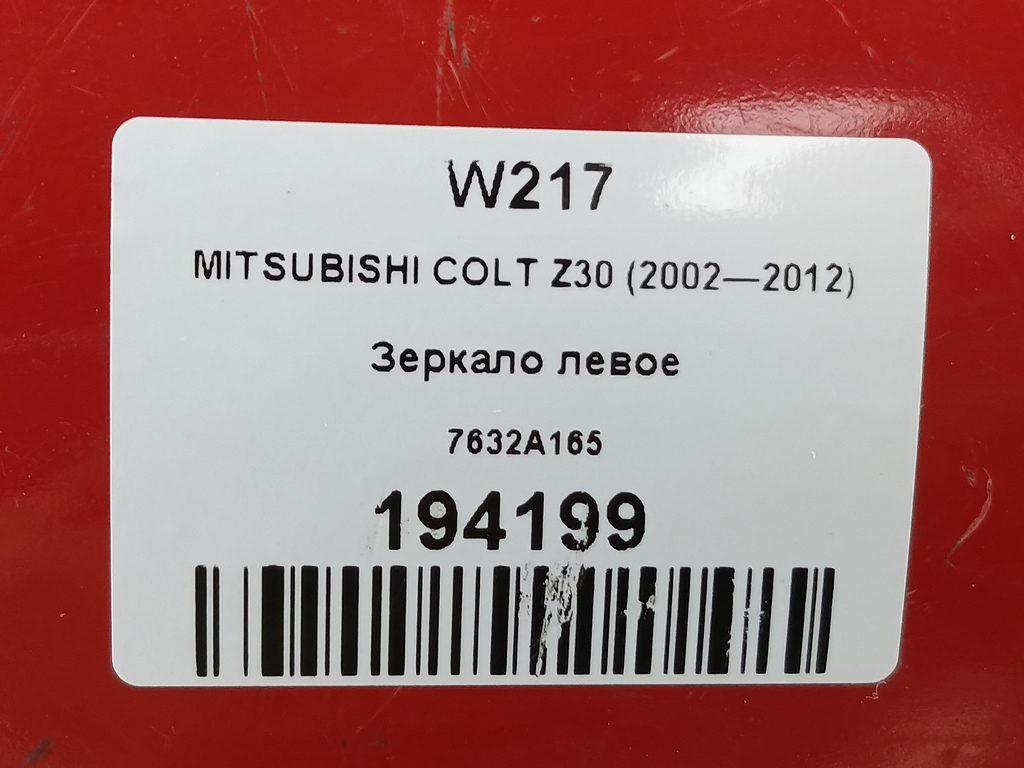 W217
MITSUBISHI COLT Z30 (2002—2012)
Зеркало левое
7632A165
194199